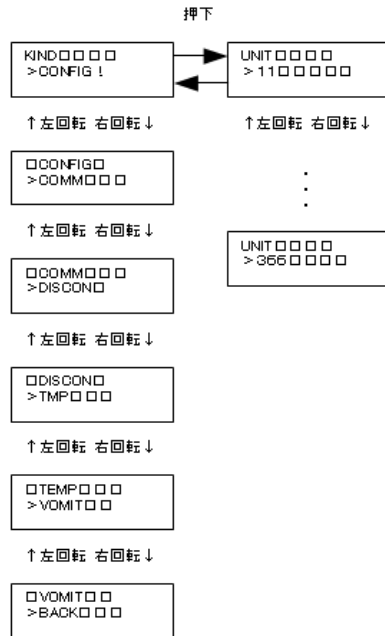 押下
KIND□□□□
>CONFIG!
UNIT□□□□
>11□□□□□
↑左回転 右回転↓
↑左回転 右回転↓
□CONFIG□
>COMM□□□
・
・
・
↑左回転 右回転↓
UNIT□□□□
>366□□□□
□COMM□□□
>DISCON□
↑左回転 右回転↓
□DISCON□
>TMP□□□
↑左回転 右回転↓
□TEMP□□□
>VOMIT□□
↑左回転 右回転↓
□VOMIT□□
>BACK□□□